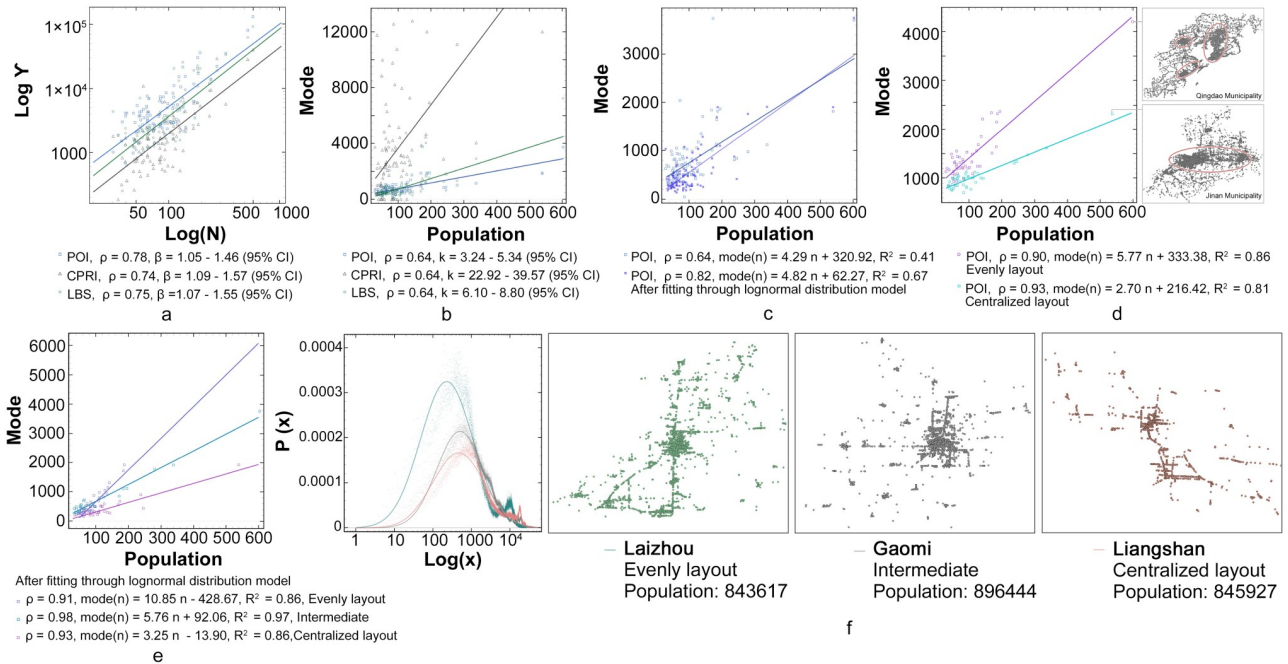 Log ϒ
1×10⁵
1×10⁴
1000
50
100
500
1000
Log(N)
POI, ρ = 0.78, β = 1.05 - 1.46 (95% CI)
CPRI, ρ = 0.74, β = 1.09 - 1.57 (95% CI)
LBS, ρ = 0.75, β =1.07 - 1.55 (95% CI)
a
Mode
12000
8000
4000
0
100 200 300 400 500 600
Population
POI, ρ = 0.64, k = 3.24 - 5.34 (95% CI)
CPRI, ρ = 0.64, k = 22.92 - 39.57 (95% CI)
LBS, ρ = 0.64, k = 6.10 - 8.80 (95% CI)
b
Mode
3000
2000
1000
0
100 200 300 400 500 600
Population
POI, ρ = 0.64, mode(n) = 4.29 n + 320.92, R² = 0.41
POI, ρ = 0.82, mode(n) = 4.82 n + 62.27, R² = 0.67
After fitting through lognormal distribution model
c
Mode
4000
3000
2000
1000
100 200 300 400 500 600
Population
Qingdao Municipality
Jinan Municipality
POI, ρ = 0.90, mode(n) = 5.77 n + 333.38, R² = 0.86
Evenly layout
POI, ρ = 0.93, mode(n) = 2.70 n + 216.42, R² = 0.81
Centralized layout
d
Mode
6000
5000
4000
3000
2000
1000
0
100 200 300 400 500 600
Population
After fitting through lognormal distribution model
ρ = 0.91, mode(n) = 10.85 n - 428.67, R² = 0.86, Evenly layout
ρ = 0.98, mode(n) = 5.76 n + 92.06, R² = 0.97, Intermediate
ρ = 0.93, mode(n) = 3.25 n - 13.90, R² = 0.86,Centralized layout
e
P (x)
0.0004
0.0003
0.0002
0.0001
0
1 10 100 1000 10⁴
Log(x)
Laizhou
Evenly layout
Population: 843617
Gaomi
Intermediate
Population: 896444
Liangshan
Centralized layout
Population: 845927
f